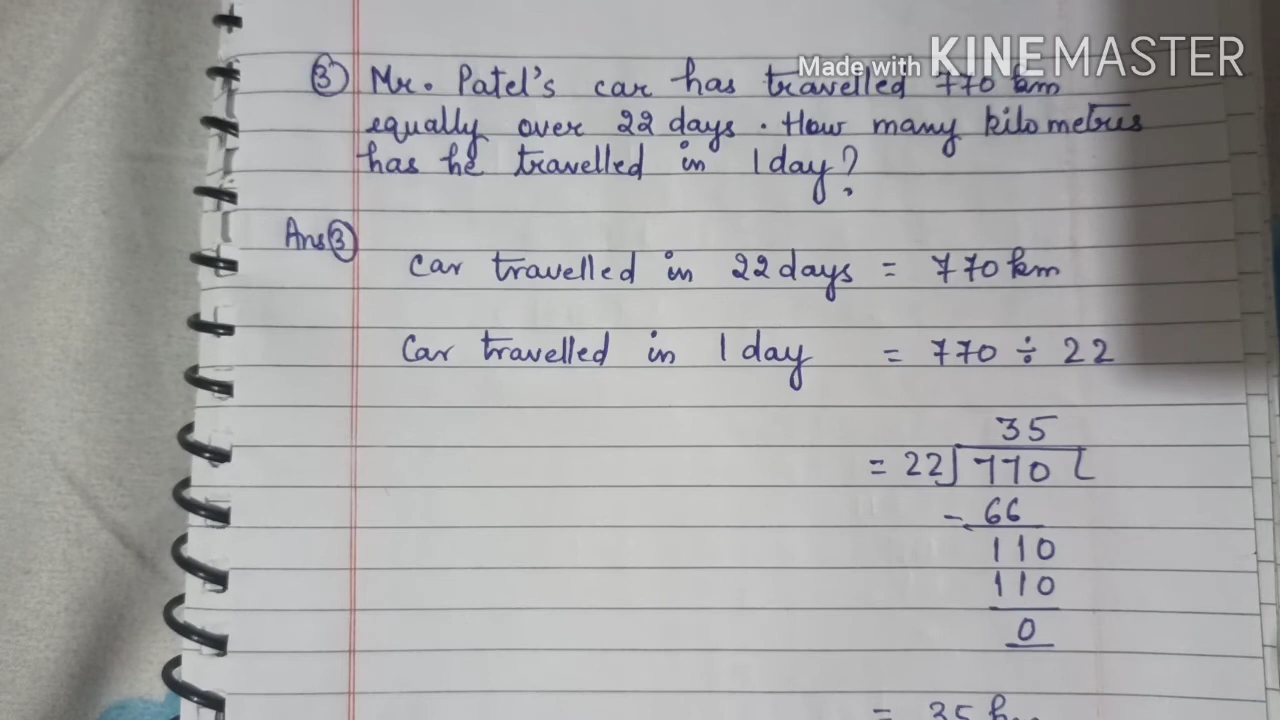 Made with KINEMASTER
③ Mr. Patel's car has travelled 770 km
equally over 22 days. How many kilometres
has he travelled in 1 day?
Ans③
Car travelled in 22 days = 770 km
Car travelled in 1 day = 770 ÷ 22
35
= 22)770(
- 66
110
110
0
= 35